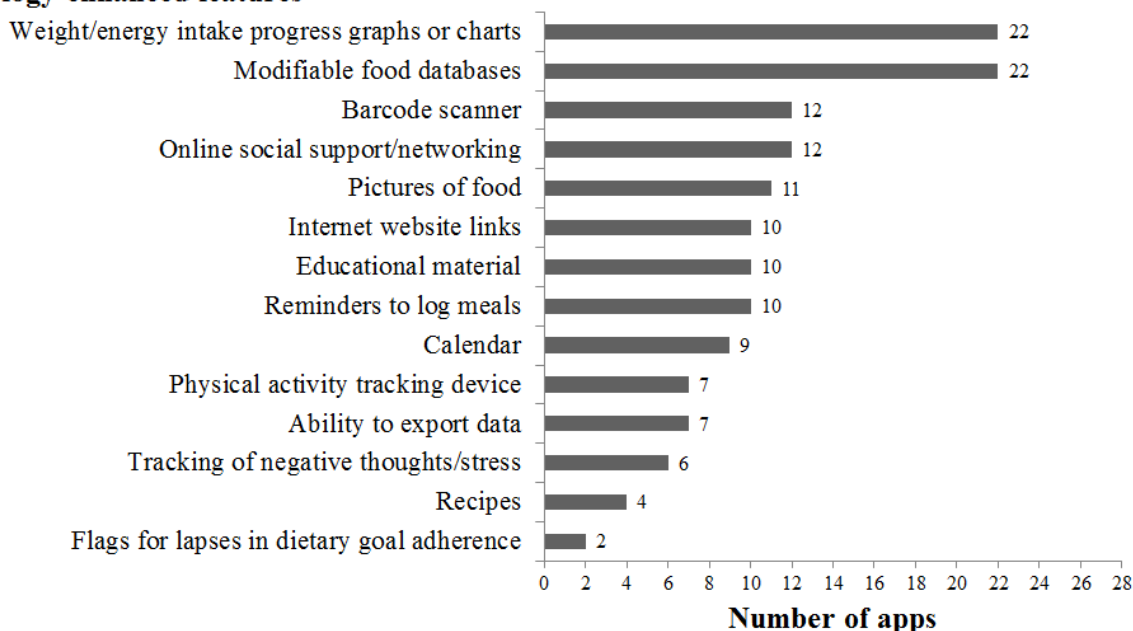 Weight/energy intake progress graphs or charts 22
Modifiable food databases 22
Barcode scanner 12
Online social support/networking 12
Pictures of food 11
Internet website links 10
Educational material 10
Reminders to log meals 10
Calendar 9
Physical activity tracking device 7
Ability to export data 7
Tracking of negative thoughts/stress 6
Recipes 4
Flags for lapses in dietary goal adherence 2
0 2 4 6 8 10 12 14 16 18 20 22 24 26 28
Number of apps